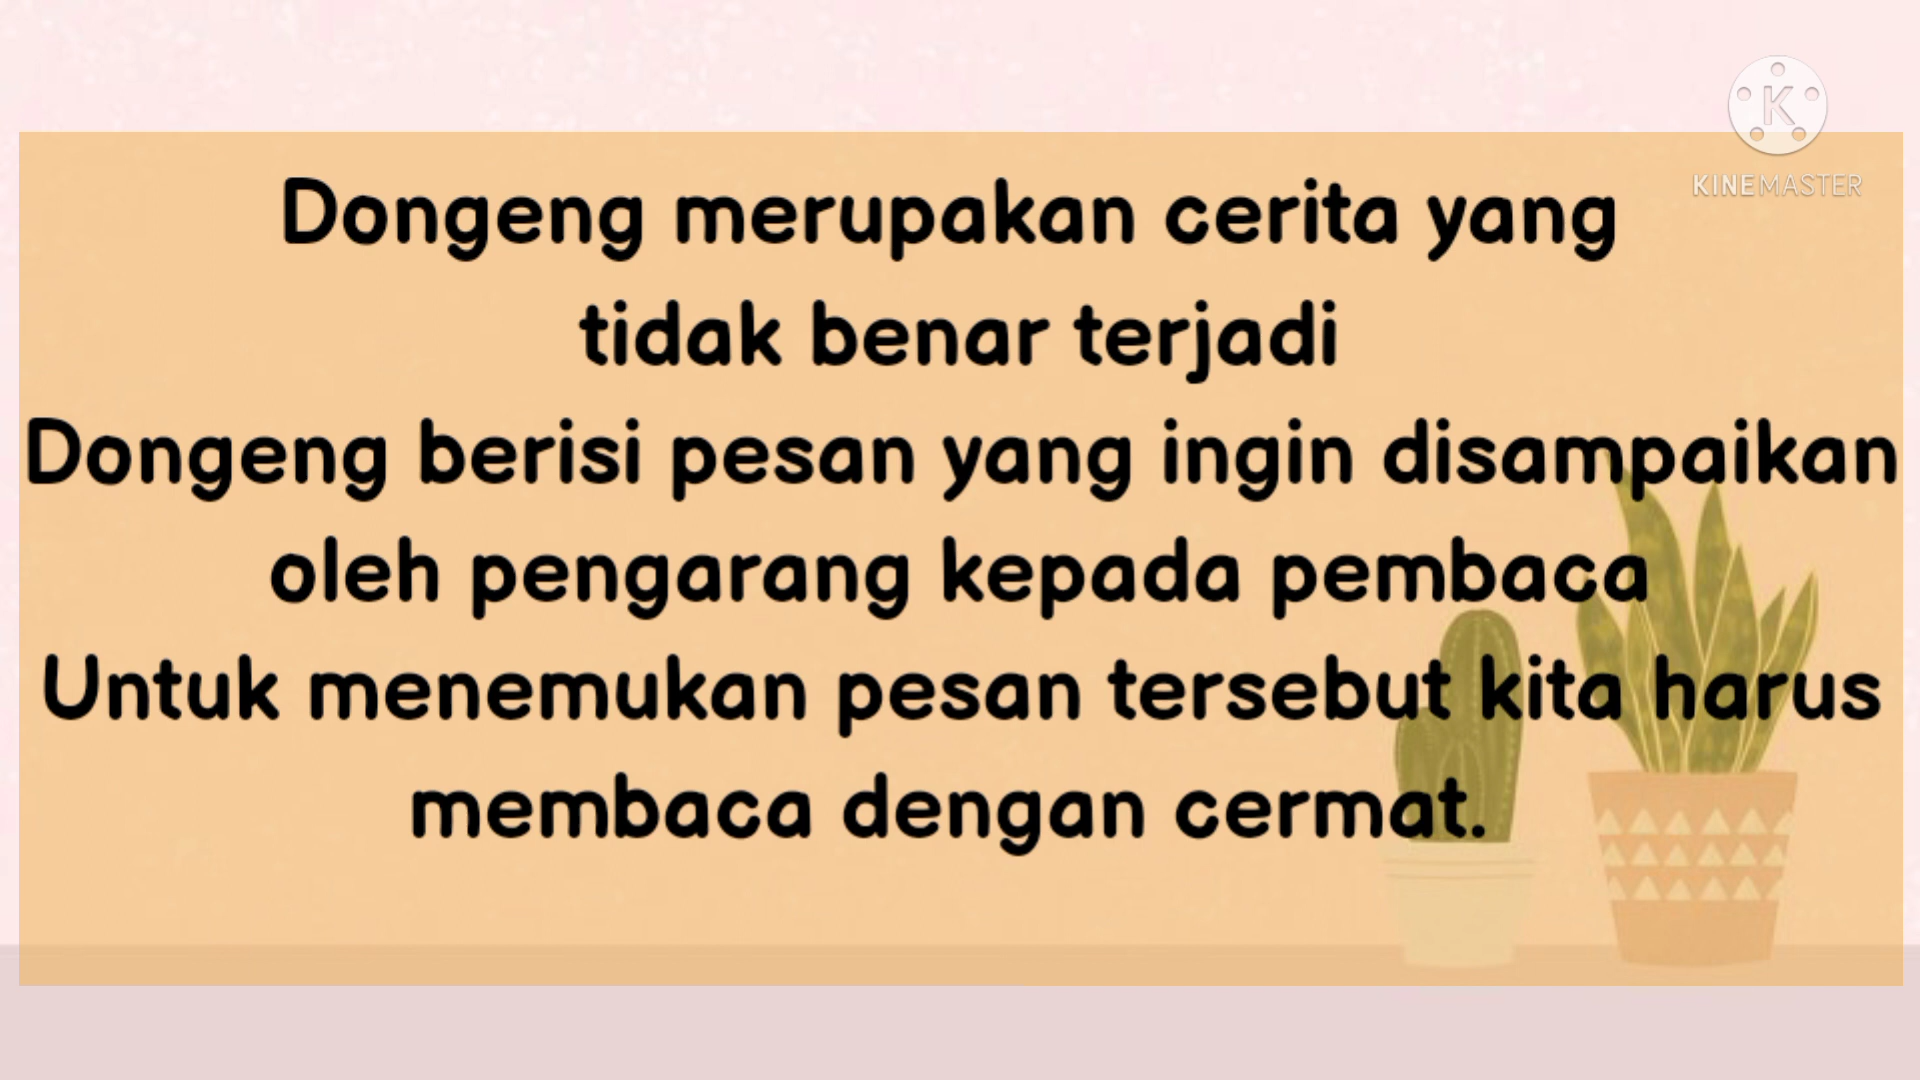 K
KINEMASTER
Dongeng merupakan cerita yang
tidak benar terjadi
Dongeng berisi pesan yang ingin disampaikan
oleh pengarang kepada pembaca
Untuk menemukan pesan tersebut kita harus
membaca dengan cermat.